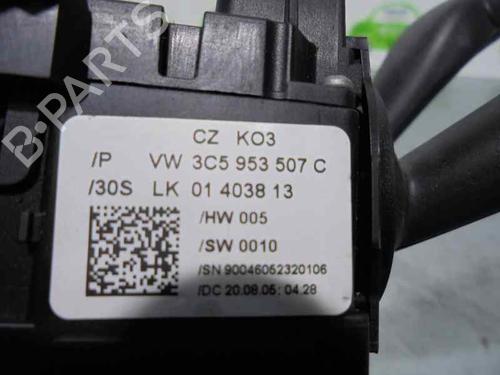 CZ KO3
/P VW 3C5 953 507 C
/30S LK 01 4038 13
/HW 005
/SW 0010
/SN 90046052320106
/DC 20.08.05; 04.28
B-PARTS